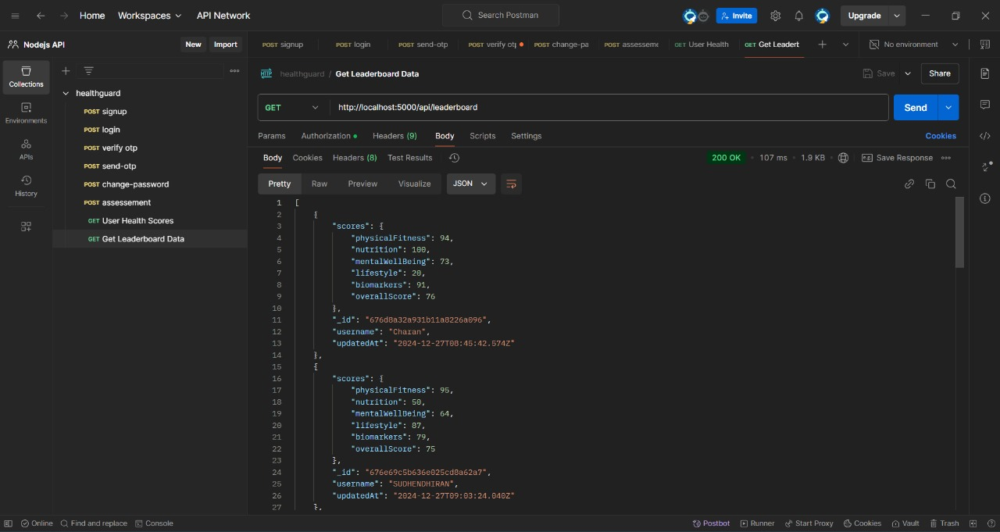 Home Workspaces API Network Search Postman Invite Upgrade
Nodejs API New Import POST signup POST login POST send-otp POST verify otp POST change-pa POST assessme GET User Health GET Get Leadert No environment
Collections
Environments
APIs
History
healthguard
POST signup
POST login
POST verify otp
POST send-otp
POST change-password
POST assessement
GET User Health Scores
GET Get Leaderboard Data
HTTP healthguard / Get Leaderboard Data Save Share
GET http://localhost:5000/api/leaderboard Send
Params Authorization Headers (9) Body Scripts Settings Cookies
Body Cookies Headers (8) Test Results 200 OK 107 ms 1.9 KB Save Response
Pretty Raw Preview Visualize JSON
1 [
2 {
3 "scores": {
4 "physicalFitness": 94,
5 "nutrition": 100,
6 "mentalWellBeing": 73,
7 "lifestyle": 20,
8 "biomarkers": 91,
9 "overallScore": 76
10 },
11 "_id": "676d8a32a931b11a8226a096",
12 "username": "Charan",
13 "updatedAt": "2024-12-27T08:45:42.574Z"
14 },
15 {
16 "scores": {
17 "physicalFitness": 95,
18 "nutrition": 50,
19 "mentalWellBeing": 64,
20 "lifestyle": 87,
21 "biomarkers": 79,
22 "overallScore": 75
23 },
24 "_id": "676e69c5b636e025cd8a62a7",
25 "username": "SUDHENDHIRAN",
26 "updatedAt": "2024-12-27T09:03:24.040Z"
27 },
Online Find and replace Console Postbot Runner Start Proxy Cookies Vault Trash